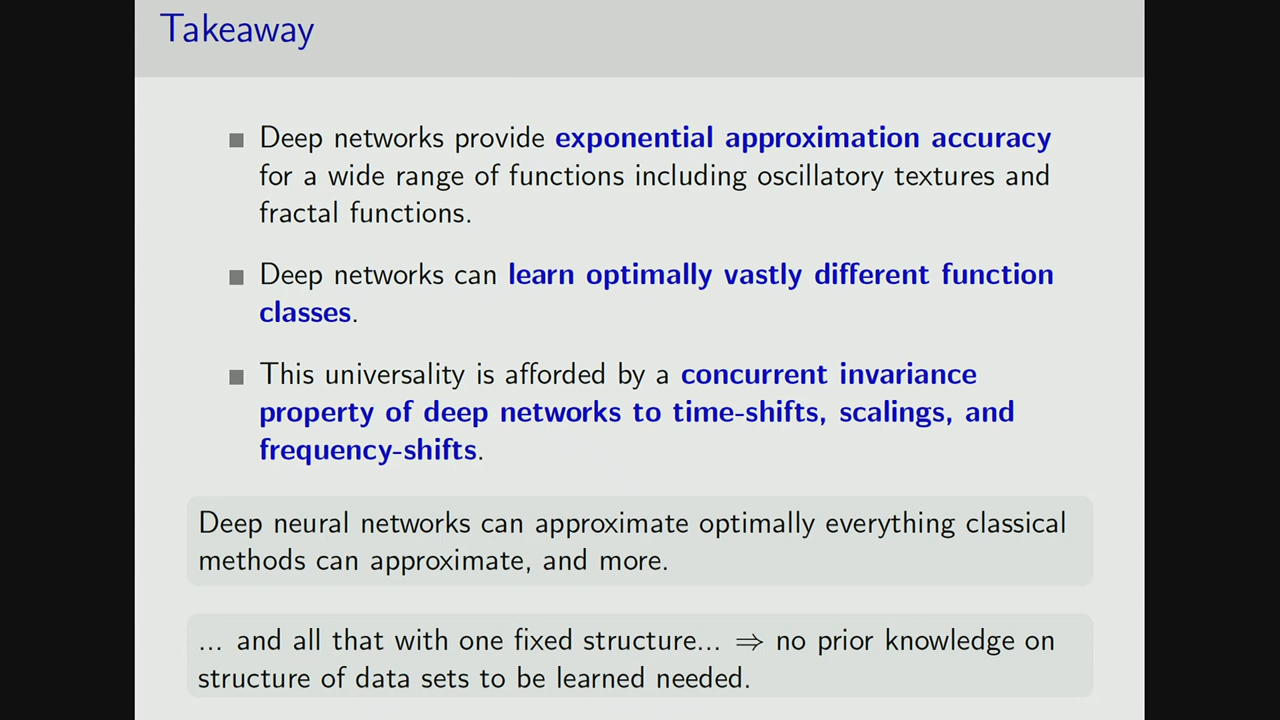 Takeaway
Deep networks provide exponential approximation accuracy
for a wide range of functions including oscillatory textures and
fractal functions.
Deep networks can learn optimally vastly different function
classes.
This universality is afforded by a concurrent invariance
property of deep networks to time-shifts, scalings, and
frequency-shifts.
Deep neural networks can approximate optimally everything classical
methods can approximate, and more.
... and all that with one fixed structure... ⇒ no prior knowledge on
structure of data sets to be learned needed.